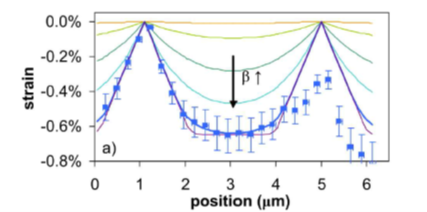 0.0%
-0.2%
-0.4%
-0.6%
-0.8%
strain
β ↑
a)
0 1 2 3 4 5 6
position (μm)